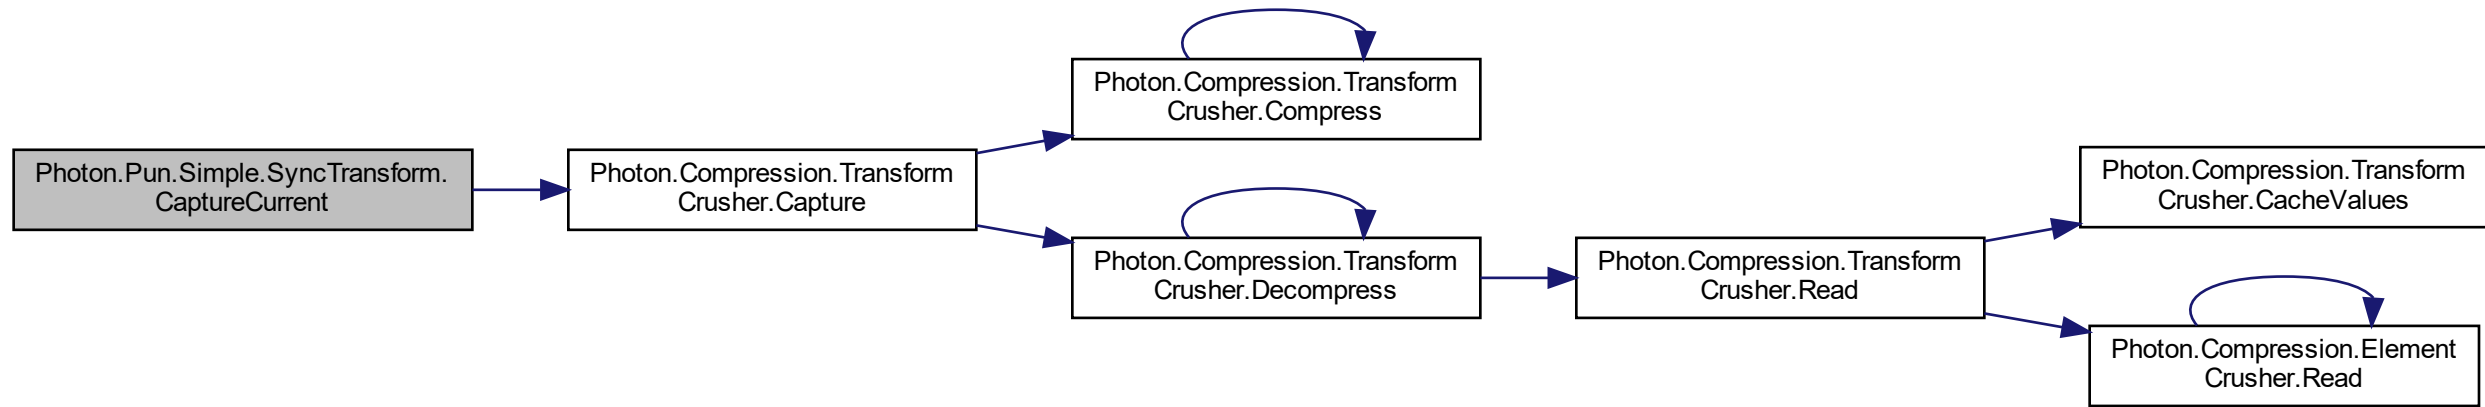 Photon.Pun.Simple.SyncTransform.
CaptureCurrent
Photon.Compression.Transform
Crusher.Capture
Photon.Compression.Transform
Crusher.Compress
Photon.Compression.Transform
Crusher.Decompress
Photon.Compression.Transform
Crusher.Read
Photon.Compression.Transform
Crusher.CacheValues
Photon.Compression.Element
Crusher.Read